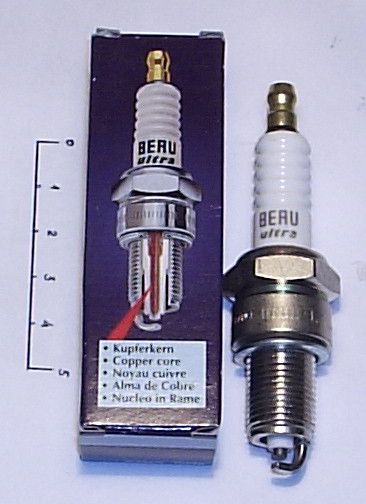 0
1
2
3
4
5
BERU
ultra
• Kupferkern
• Copper core
• Noyau cuivre
• Alma de Cobre
• Nucleo in Rame
BERU
ultra